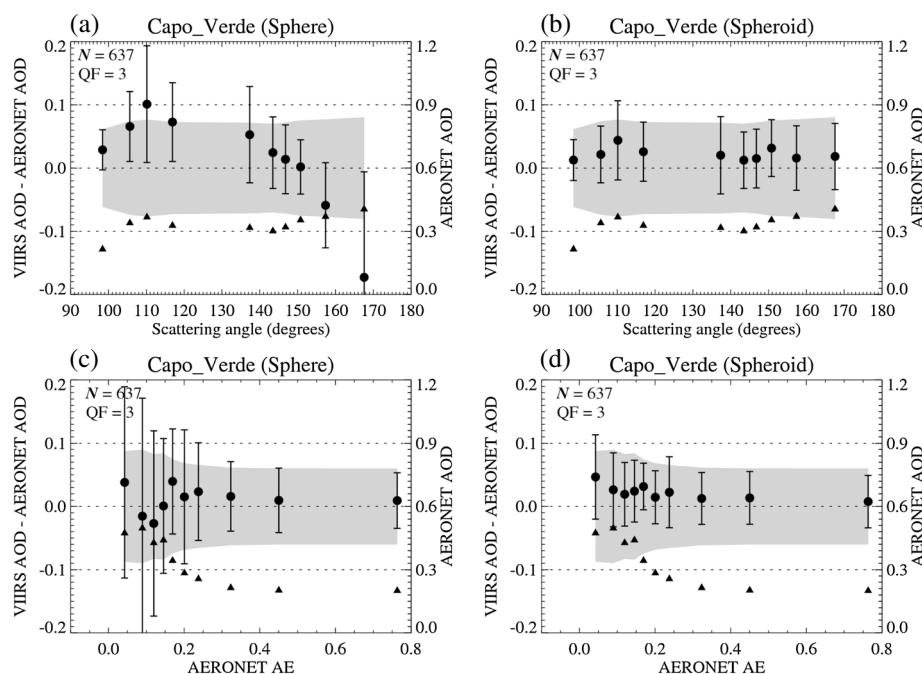 (a) Capo_Verde (Sphere)
N = 637
QF = 3
0.2
0.1
0.0
-0.1
-0.2
VIIRS AOD - AERONET AOD
1.2
0.9
0.6
0.3
0.0
AERONET AOD
90 100 110 120 130 140 150 160 170 180
Scattering angle (degrees)
(b) Capo_Verde (Spheroid)
N = 637
QF = 3
0.2
0.1
0.0
-0.1
-0.2
VIIRS AOD - AERONET AOD
1.2
0.9
0.6
0.3
0.0
AERONET AOD
90 100 110 120 130 140 150 160 170 180
Scattering angle (degrees)
(c) Capo_Verde (Sphere)
N = 637
QF = 3
0.2
0.1
0.0
-0.1
-0.2
VIIRS AOD - AERONET AOD
1.2
0.9
0.6
0.3
0.0
AERONET AOD
0.0 0.2 0.4 0.6 0.8
AERONET AE
(d) Capo_Verde (Spheroid)
N = 637
QF = 3
0.2
0.1
0.0
-0.1
-0.2
VIIRS AOD - AERONET AOD
1.2
0.9
0.6
0.3
0.0
AERONET AOD
0.0 0.2 0.4 0.6 0.8
AERONET AE